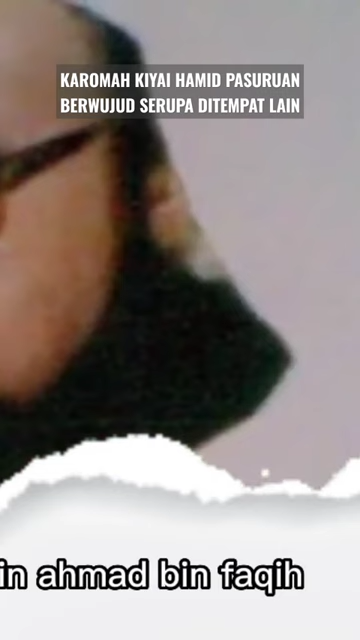 KAROMAH KIYAI HAMID PASURUAN
BERWUJUD SERUPA DITEMPAT LAIN
in ahmad bin faqih